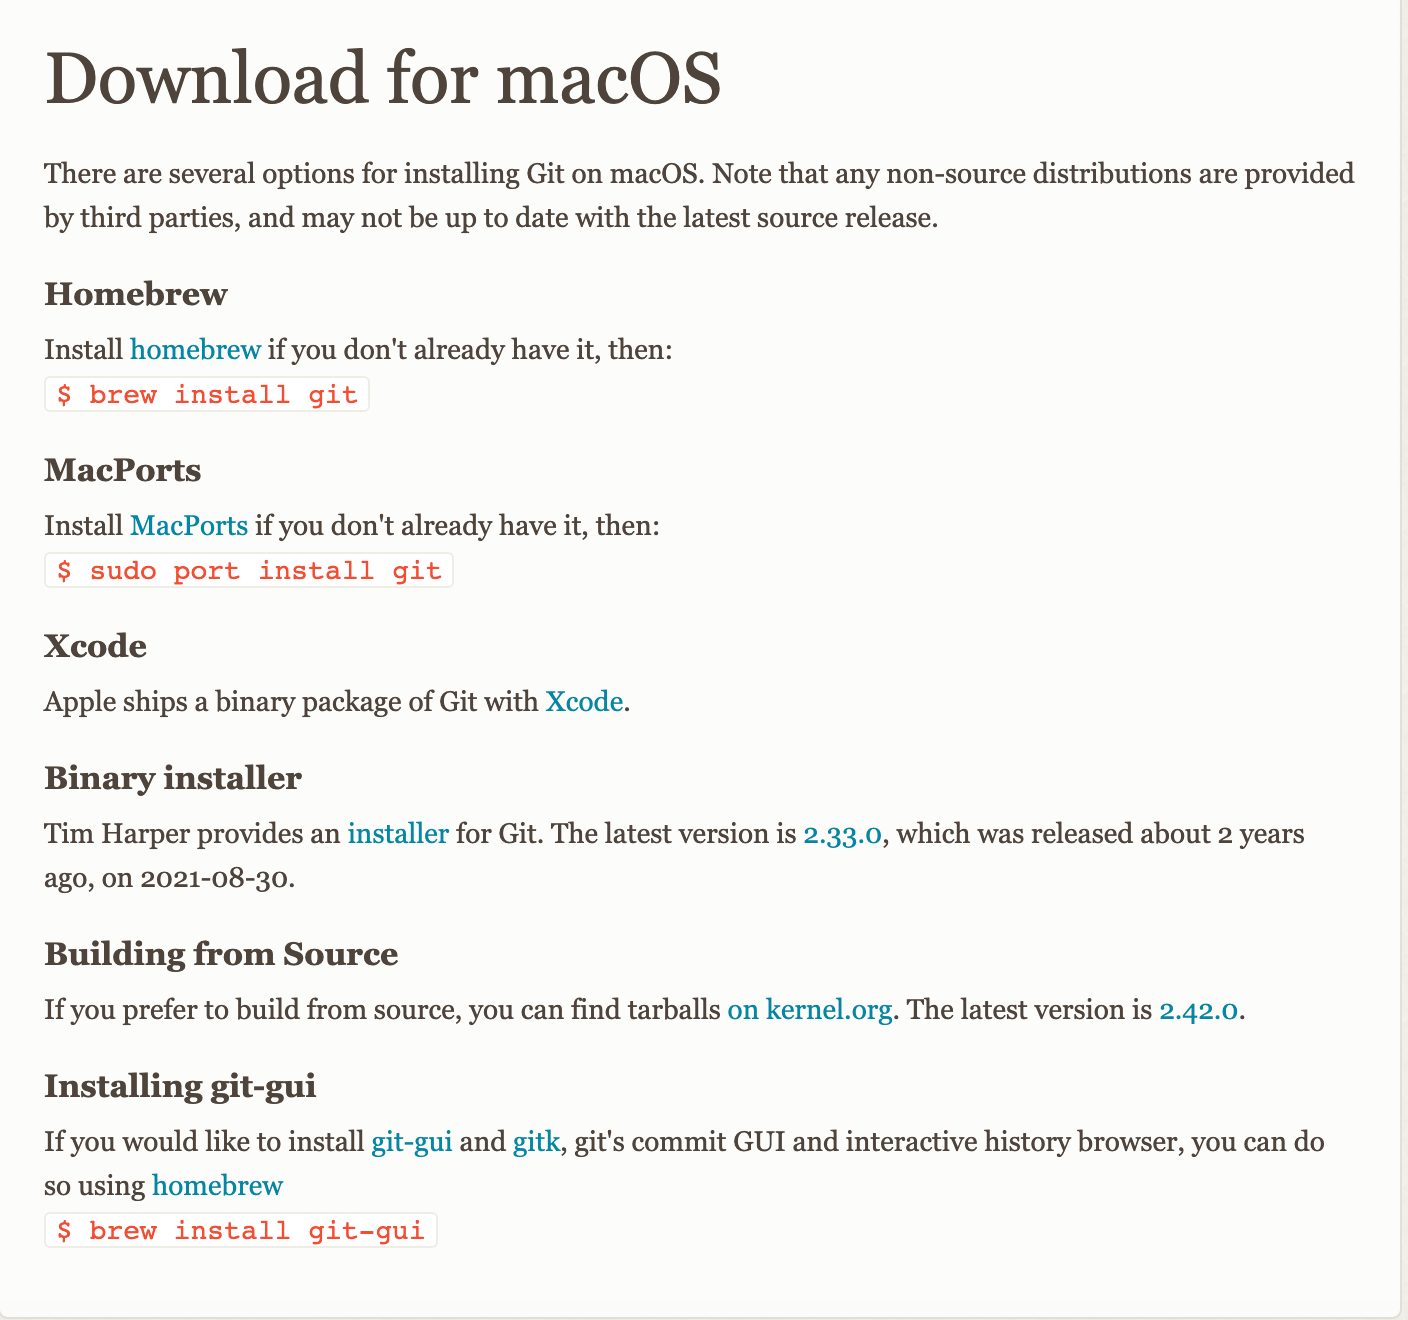 Download for macOS
There are several options for installing Git on macOS. Note that any non-source distributions are provided
by third parties, and may not be up to date with the latest source release.
Homebrew
Install homebrew if you don't already have it, then:
$ brew install git
MacPorts
Install MacPorts if you don't already have it, then:
$ sudo port install git
Xcode
Apple ships a binary package of Git with Xcode.
Binary installer
Tim Harper provides an installer for Git. The latest version is 2.33.0, which was released about 2 years
ago, on 2021-08-30.
Building from Source
If you prefer to build from source, you can find tarballs on kernel.org. The latest version is 2.42.0.
Installing git-gui
If you would like to install git-gui and gitk, git's commit GUI and interactive history browser, you can do
so using homebrew
$ brew install git-gui